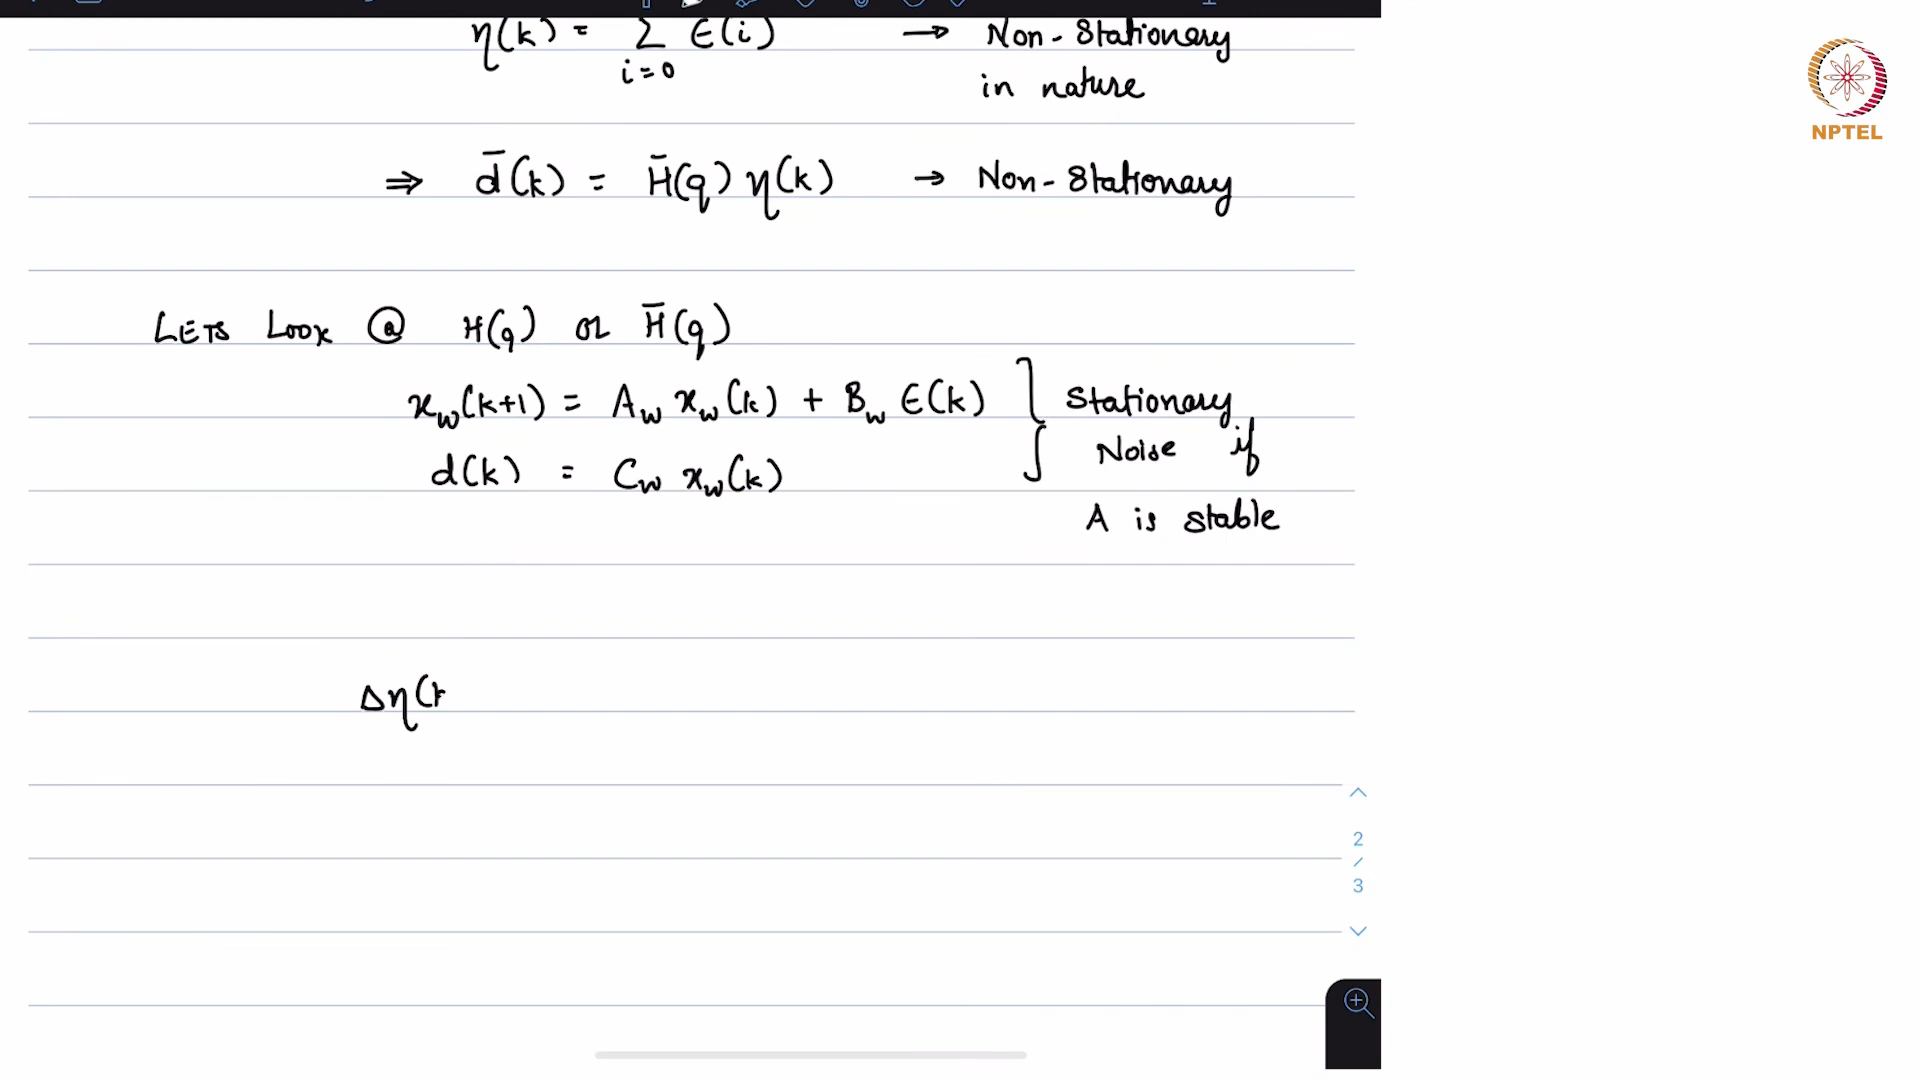 η(k) = Σ ∈(i) → Non-Stationary
i=0 in nature
⇒ d̄(k) = H̄(q) η(k) → Non-Stationary
LETS LOOK @ H(q) OR H̄(q)
x_w(k+1) = A_w x_w(k) + B_w ∈(k) } Stationary
Noise if
d(k) = C_w x_w(k)
A is stable
Δη(k
2
/
3
NPTEL